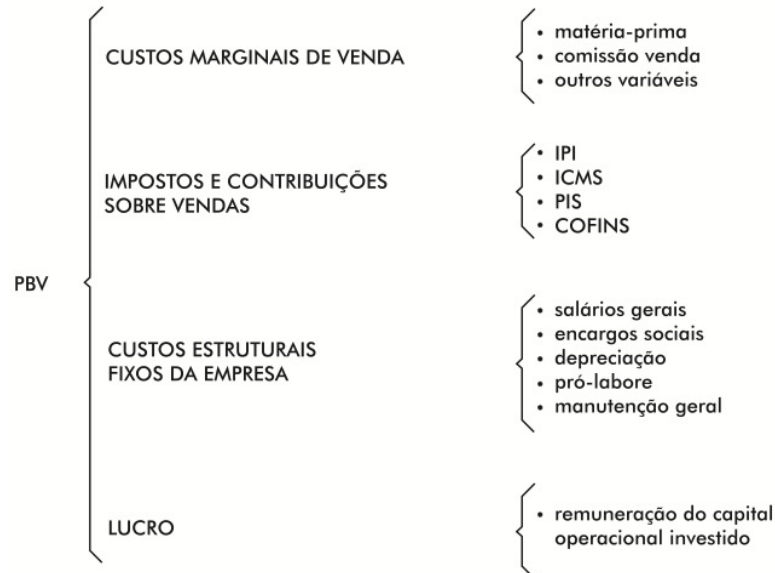 PBV
CUSTOS MARGINAIS DE VENDA
• matéria-prima
• comissão venda
• outros variáveis
IMPOSTOS E CONTRIBUIÇÕES
SOBRE VENDAS
• IPI
• ICMS
• PIS
• COFINS
CUSTOS ESTRUTURAIS
FIXOS DA EMPRESA
• salários gerais
• encargos sociais
• depreciação
• pró-labore
• manutenção geral
LUCRO
• remuneração do capital
operacional investido